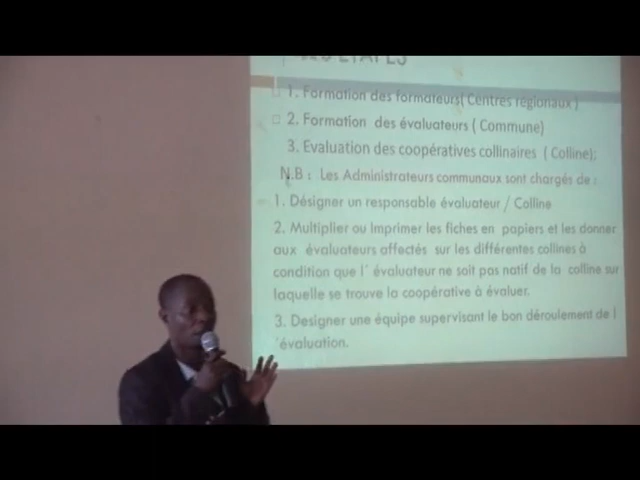 1. Formation des formateurs( Centres régionaux )
2. Formation des évaluateurs ( Commune)
3. Evaluation des coopératives collinaires ( Colline);
N.B : Les Administrateurs communaux sont chargés de :
1. Désigner un responsable évaluateur / Colline
2. Multiplier ou Imprimer les fiches en papiers et les donner
aux évaluateurs affectés sur les différentes collines à
condition que l' évaluateur ne soit pas natif de la colline sur
laquelle se trouve la coopérative à évaluer.
3. Designer une équipe supervisant le bon déroulement de l
'évaluation.